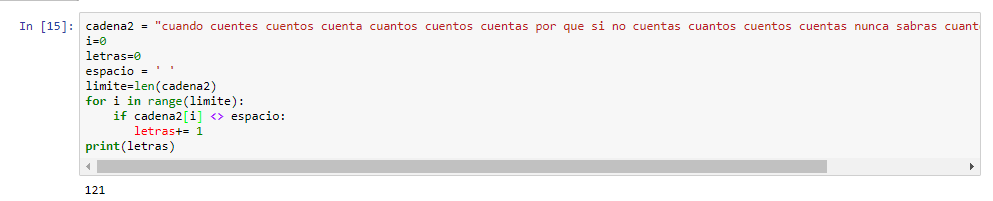 In [15]: cadena2 = "cuando cuentes cuentos cuenta cuantos cuentos cuentas por que si no cuentas cuantos cuentos cuentas nunca sabras cuant
i=0
letras=0
espacio = ' '
limite=len(cadena2)
for i in range(limite):
    if cadena2[i] <> espacio:
       letras+= 1
print(letras)
121